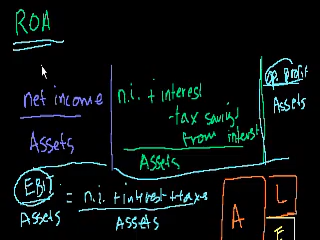 ROA
net income
Assets
n.i. + interest
- tax savings
from interest
Assets
op. profit
Assets
EBIT = n.i. + interest + taxes
Assets
Assets
A
L
E